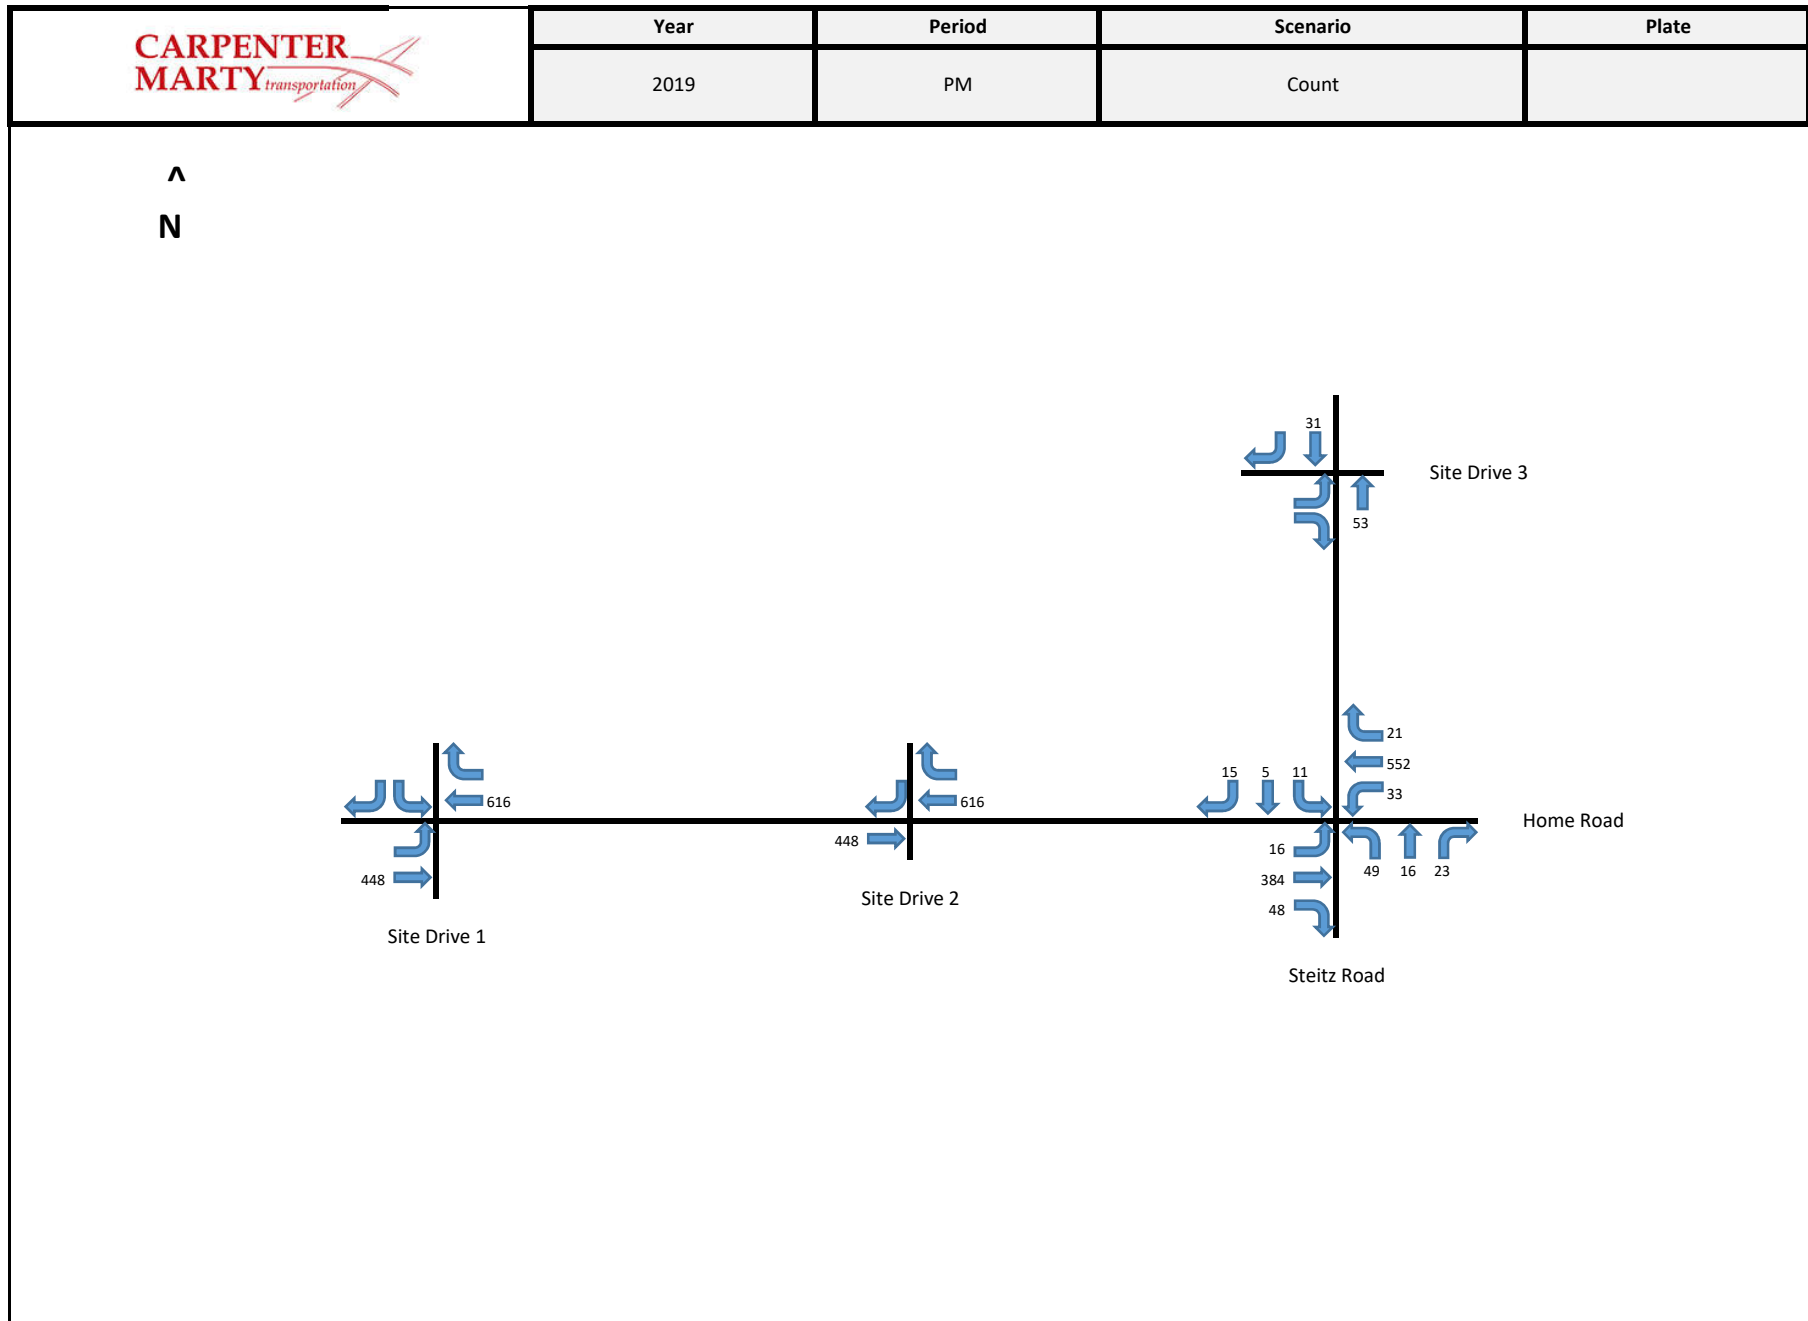 CARPENTER
MARTY transportation
Year Period Scenario Plate
2019 PM Count
^
N
31
Site Drive 3
53
21
552
15 5 11
33
616
616
Home Road
448
16
49 16 23
448
384
Site Drive 2
48
Site Drive 1
Steitz Road